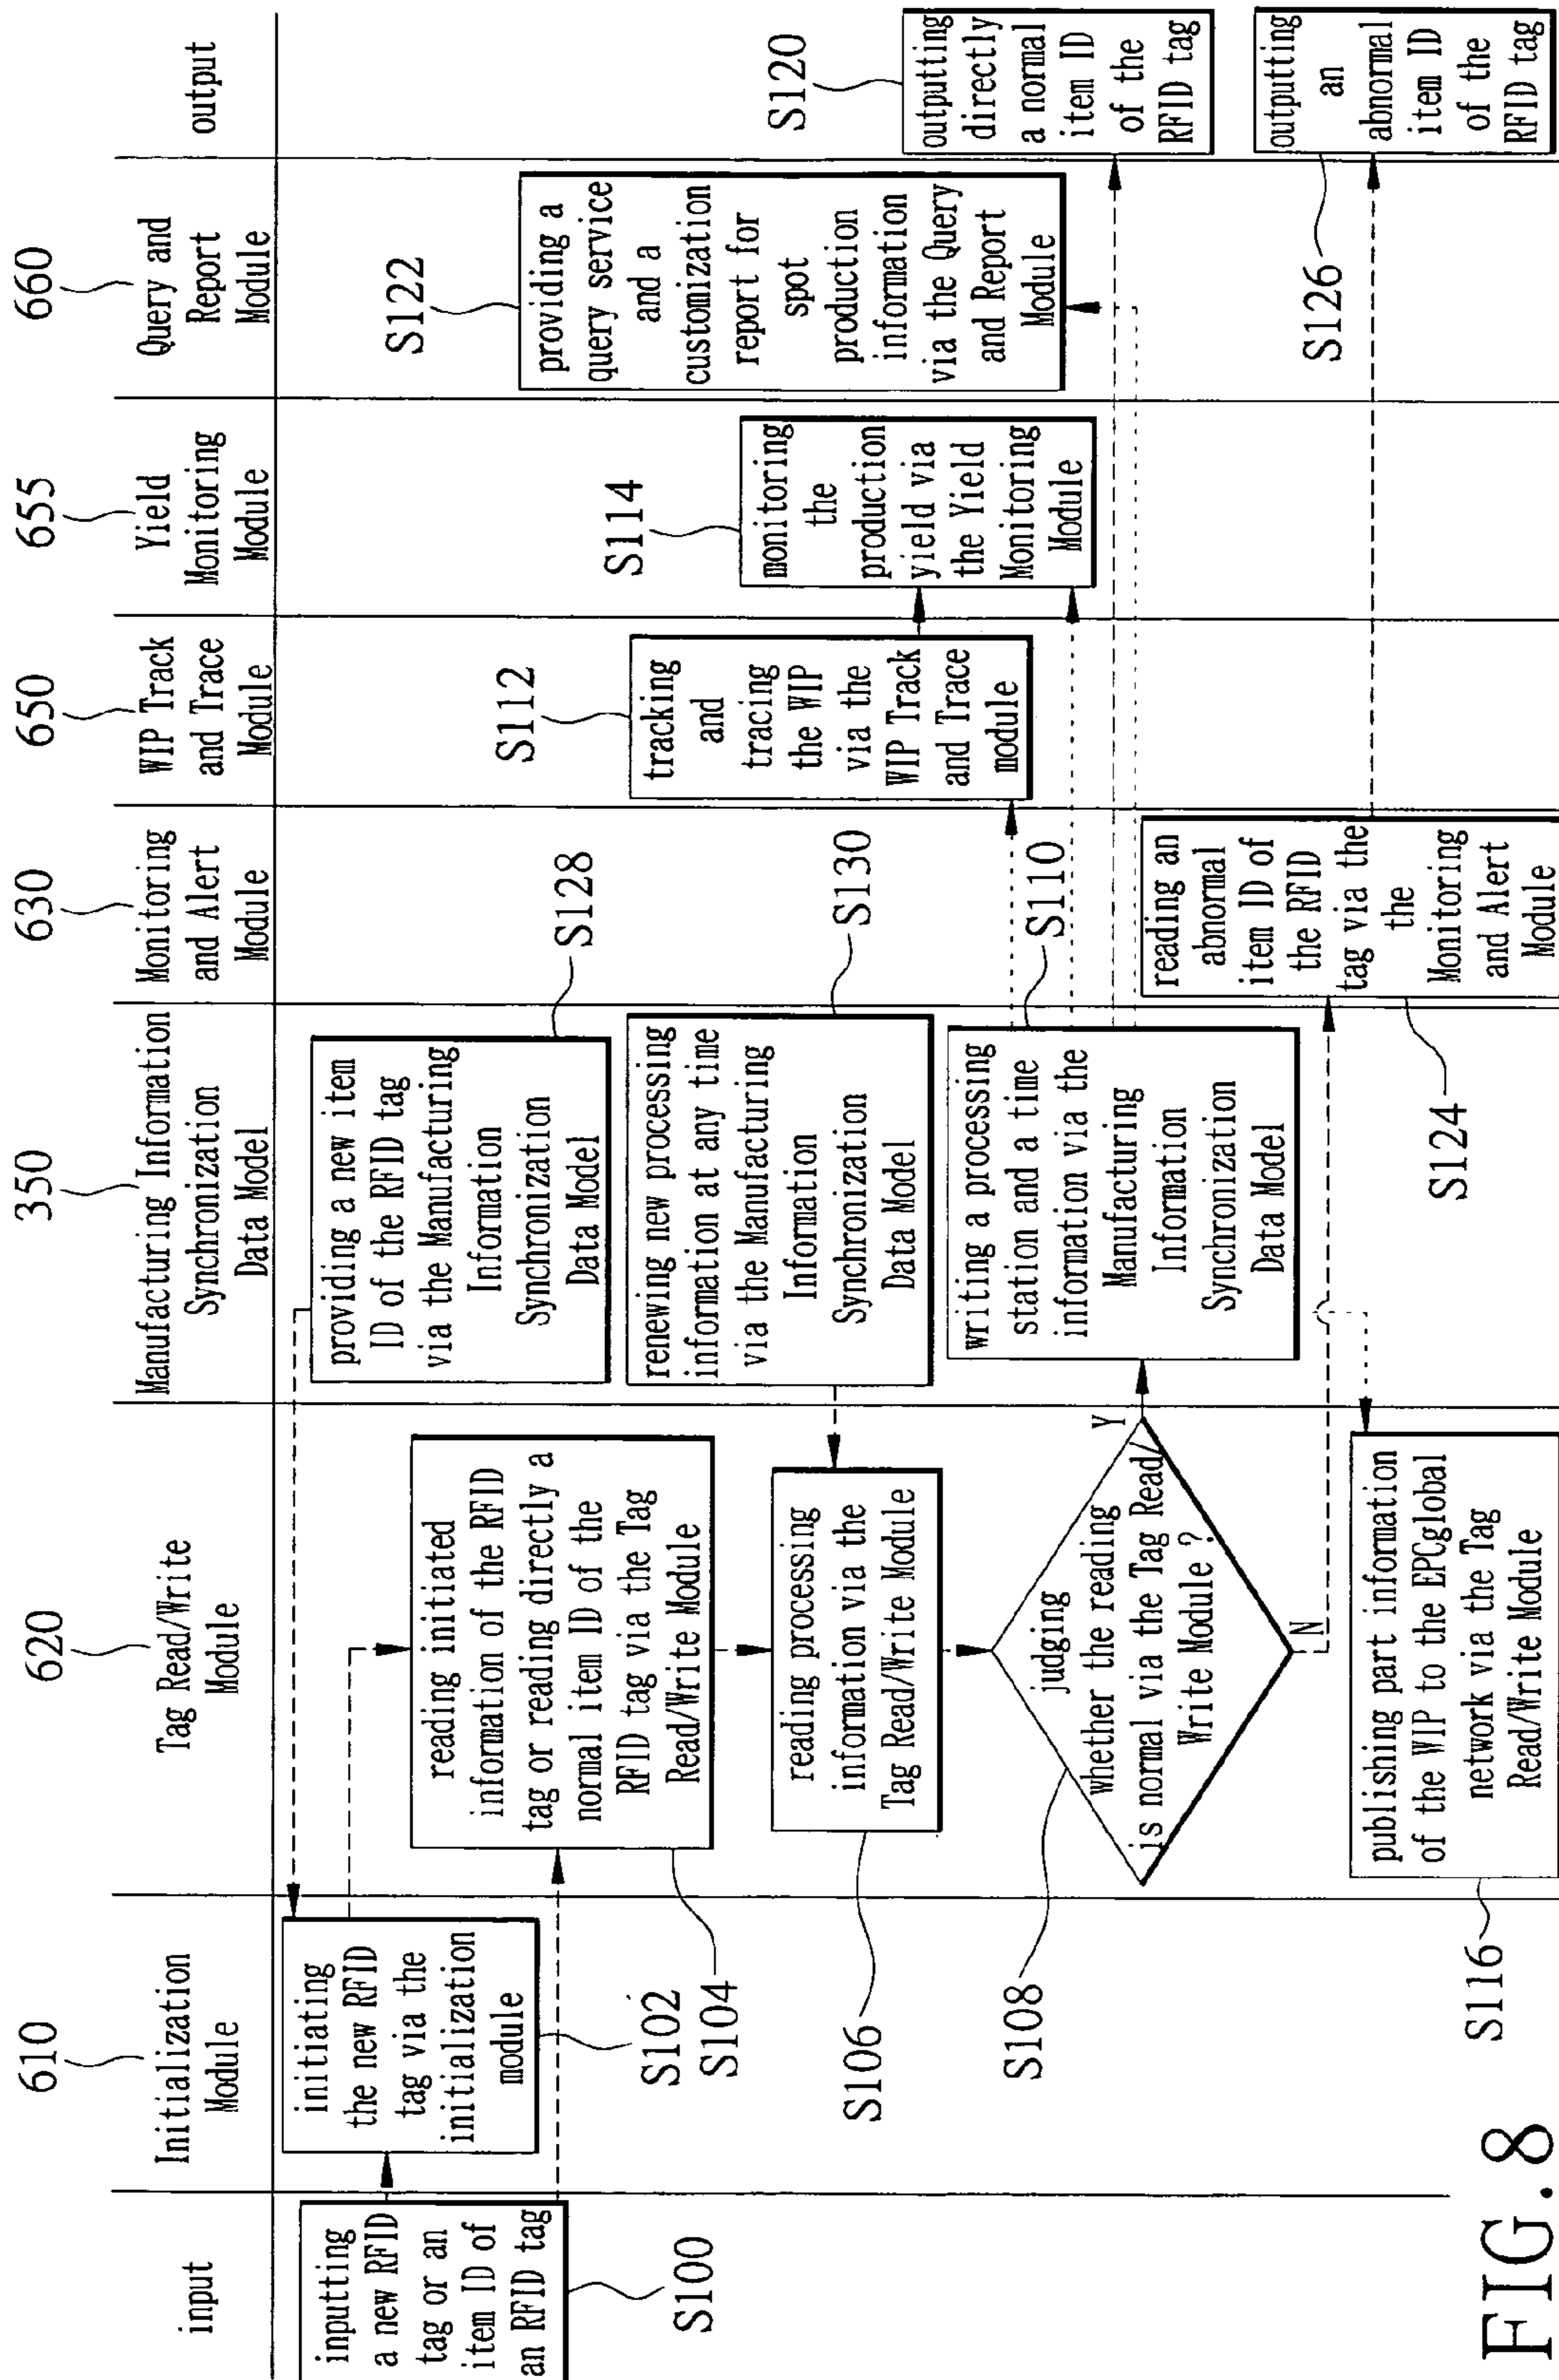 input
610
Initialization
Module
620
Tag Read/Write
Module
350
Manufacturing Information
Synchronization
Data Model
630
Monitoring
and Alert
Module
650
WIP Track
and Trace
Module
655
Yield
Monitoring
Module
660
Query and
Report
Module
output
inputting
a new RFID
tag or an
item ID of
an RFID tag
S100
initiating
the new RFID
tag via the
initialization
module
S102
reading initiated
information of the RFID
tag or reading directly a
normal item ID of the
RFID tag via the Tag
Read/Write Module
S104
reading processing
information via the
Tag Read/Write Module
S106
judging
whether the reading
is normal via the Tag Read/
Write Module ?
Y
N
S108
publishing part information
of the WIP to the EPCglobal
network via the Tag
Read/Write Module
S116
providing a new item
ID of the RFID tag
via the Manufacturing
Information
Synchronization
Data Model
S128
renewing new processing
information at any time
via the Manufacturing
Information
Synchronization
Data Model
S130
writing a processing
station and a time
information via the
Manufacturing
Information
Synchronization
Data Model
S110
reading an
abnormal
item ID of
the RFID
tag via the
the
Monitoring
and Alert
Module
S124
tracking
and
tracing
the WIP
via the
WIP Track
and Trace
module
S112
monitoring
the
production
yield via
the Yield
Monitoring
Module
S114
providing a
query service
and a
customization
report for
spot
production
information
via the Query
and Report
Module
S122
outputting
directly
a normal
item ID
of the
RFID tag
S120
outputting
an
abnormal
item ID
of the
RFID tag
S126
FIG. 8